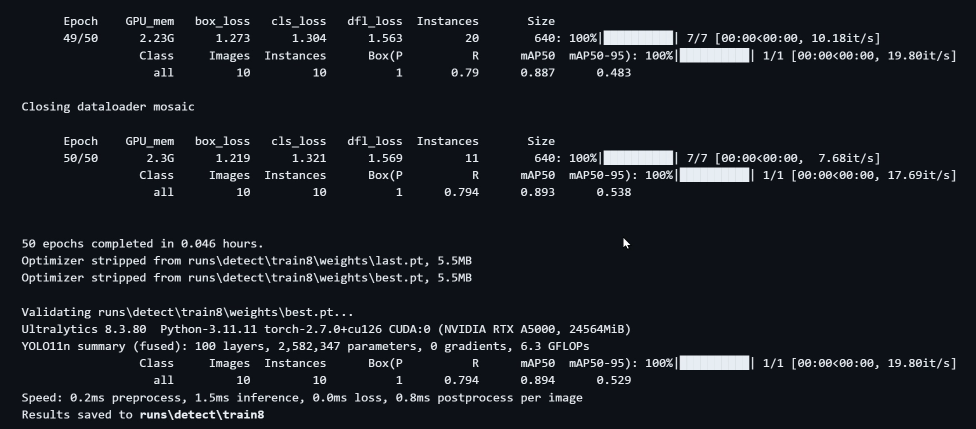 Epoch GPU_mem box_loss cls_loss dfl_loss Instances Size
49/50 2.23G 1.273 1.304 1.563 20 640: 100%|██████████| 7/7 [00:00<00:00, 10.18it/s]
Class Images Instances Box(P R mAP50 mAP50-95): 100%|██████████| 1/1 [00:00<00:00, 19.80it/s]
all 10 10 1 0.79 0.887 0.483
Closing dataloader mosaic
Epoch GPU_mem box_loss cls_loss dfl_loss Instances Size
50/50 2.3G 1.219 1.321 1.569 11 640: 100%|██████████| 7/7 [00:00<00:00, 7.68it/s]
Class Images Instances Box(P R mAP50 mAP50-95): 100%|██████████| 1/1 [00:00<00:00, 17.69it/s]
all 10 10 1 0.794 0.893 0.538
50 epochs completed in 0.046 hours.
Optimizer stripped from runs\detect\train8\weights\last.pt, 5.5MB
Optimizer stripped from runs\detect\train8\weights\best.pt, 5.5MB
Validating runs\detect\train8\weights\best.pt...
Ultralytics 8.3.80 Python-3.11.11 torch-2.7.0+cu126 CUDA:0 (NVIDIA RTX A5000, 24564MiB)
YOLO11n summary (fused): 100 layers, 2,582,347 parameters, 0 gradients, 6.3 GFLOPs
Class Images Instances Box(P R mAP50 mAP50-95): 100%|██████████| 1/1 [00:00<00:00, 19.80it/s]
all 10 10 1 0.794 0.894 0.529
Speed: 0.2ms preprocess, 1.5ms inference, 0.0ms loss, 0.8ms postprocess per image
Results saved to runs\detect\train8